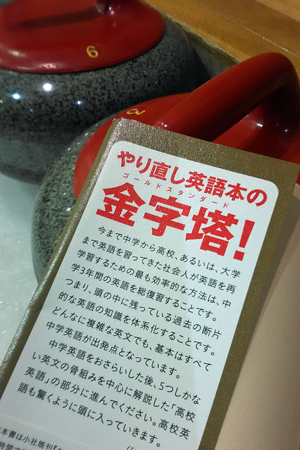 6
3
やり直し英語本の
ゴールドスタンダード
金字塔!
今まで中学から高校、あるいは、大学
まで英語を習ってきた社会人が英語を再
学習するための最も効率的な方法は、中
学3年間の英語を総復習することです。
つまり、頭の中に残っている過去の断片
的な英語の知識を体系化することです。
どんなに複雑な英文でも、基本はすべて
中学英語が出発点となっています。
中学英語をおさらいした後、5つしかな
い英文の骨組みを中心に解説した「高校
英語」の部分に進んでください。高校英
語も驚くように頭に入っていきます。
本書は小社既刊